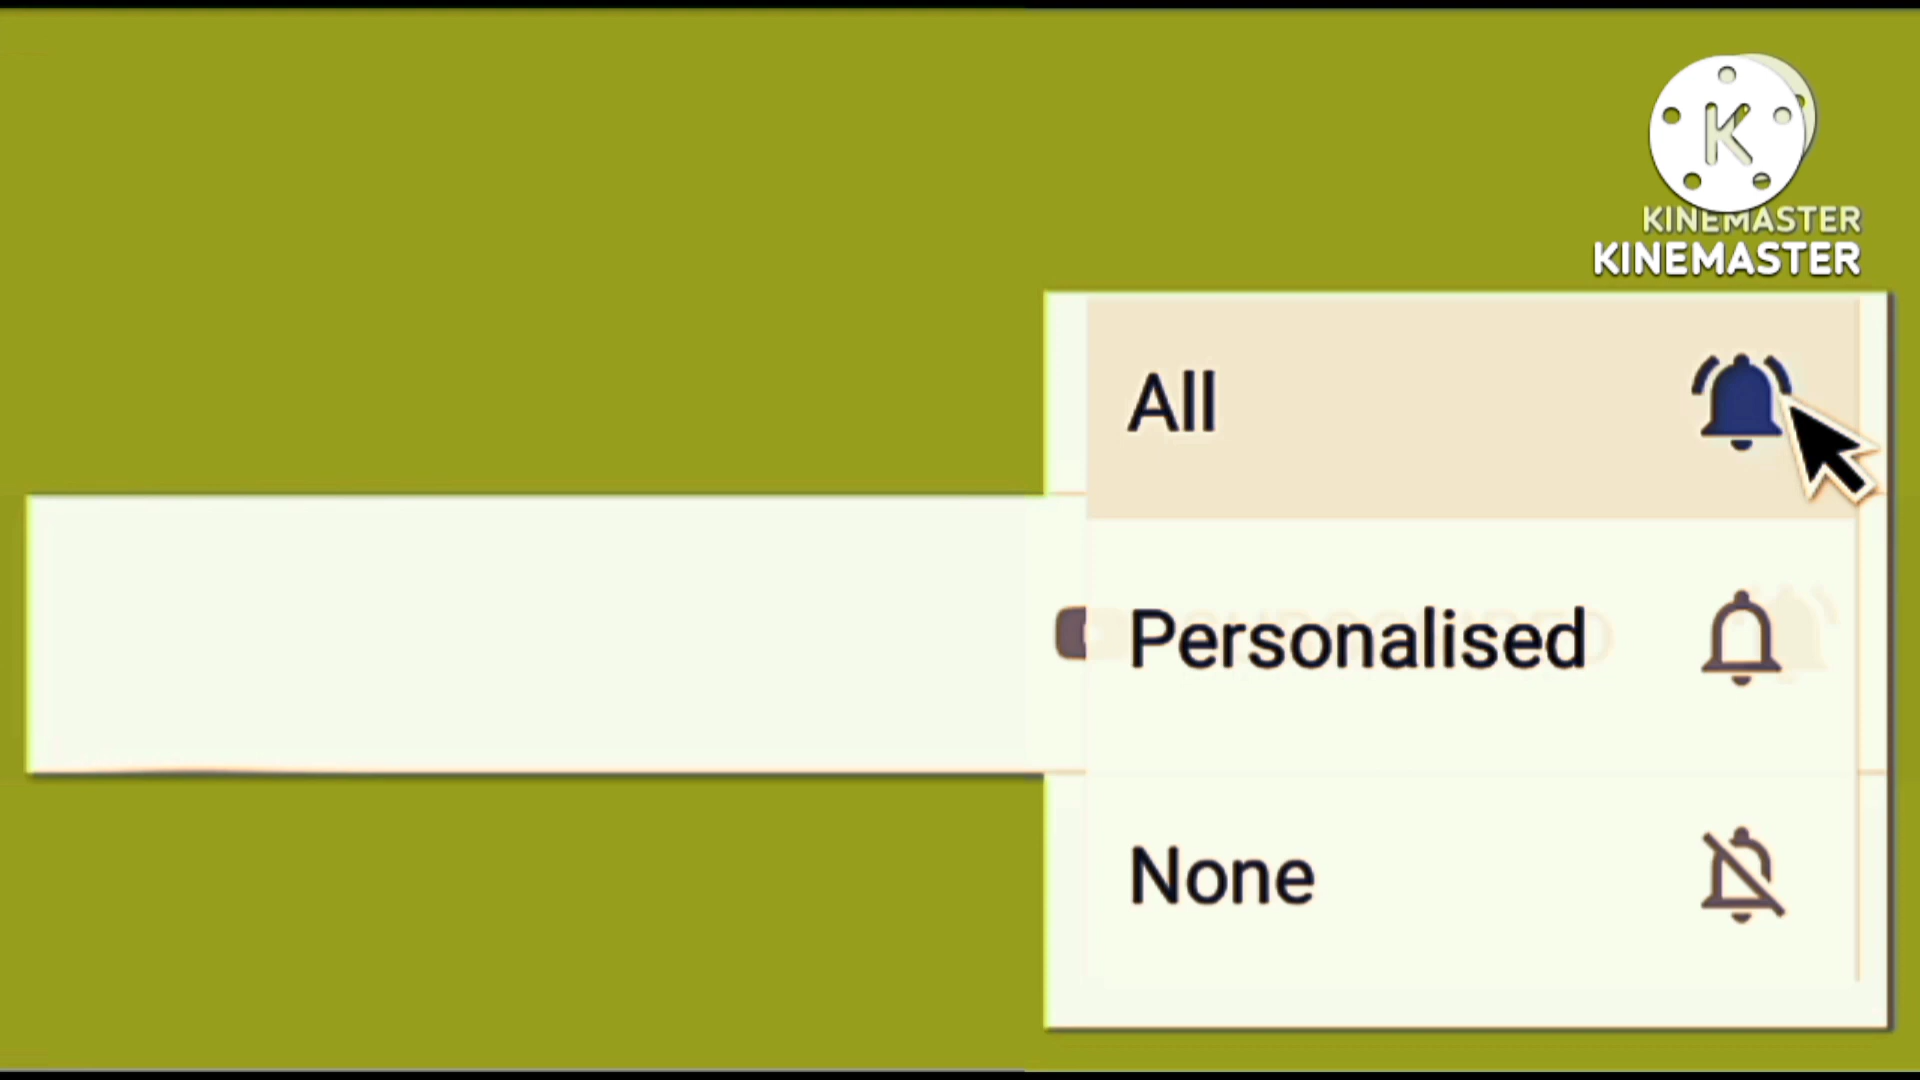 K
KINEMASTER
KINEMASTER
All
Personalised
None